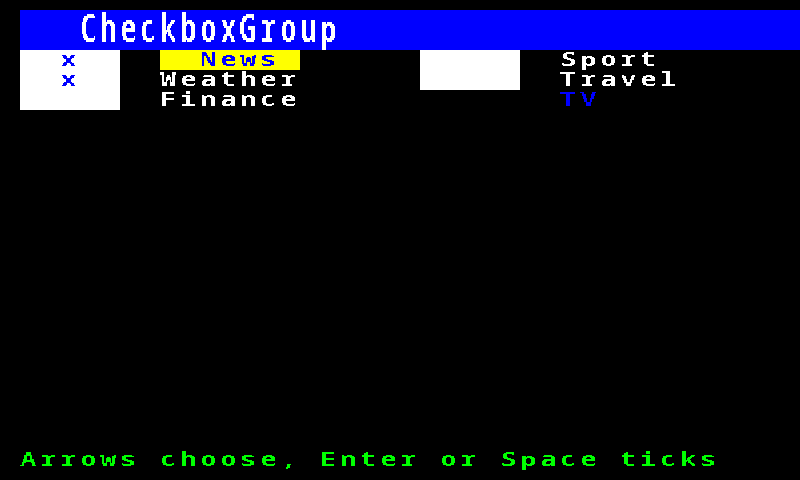 CheckboxGroup
x News Sport
x Weather Travel
Finance TV
Arrows choose, Enter or Space ticks